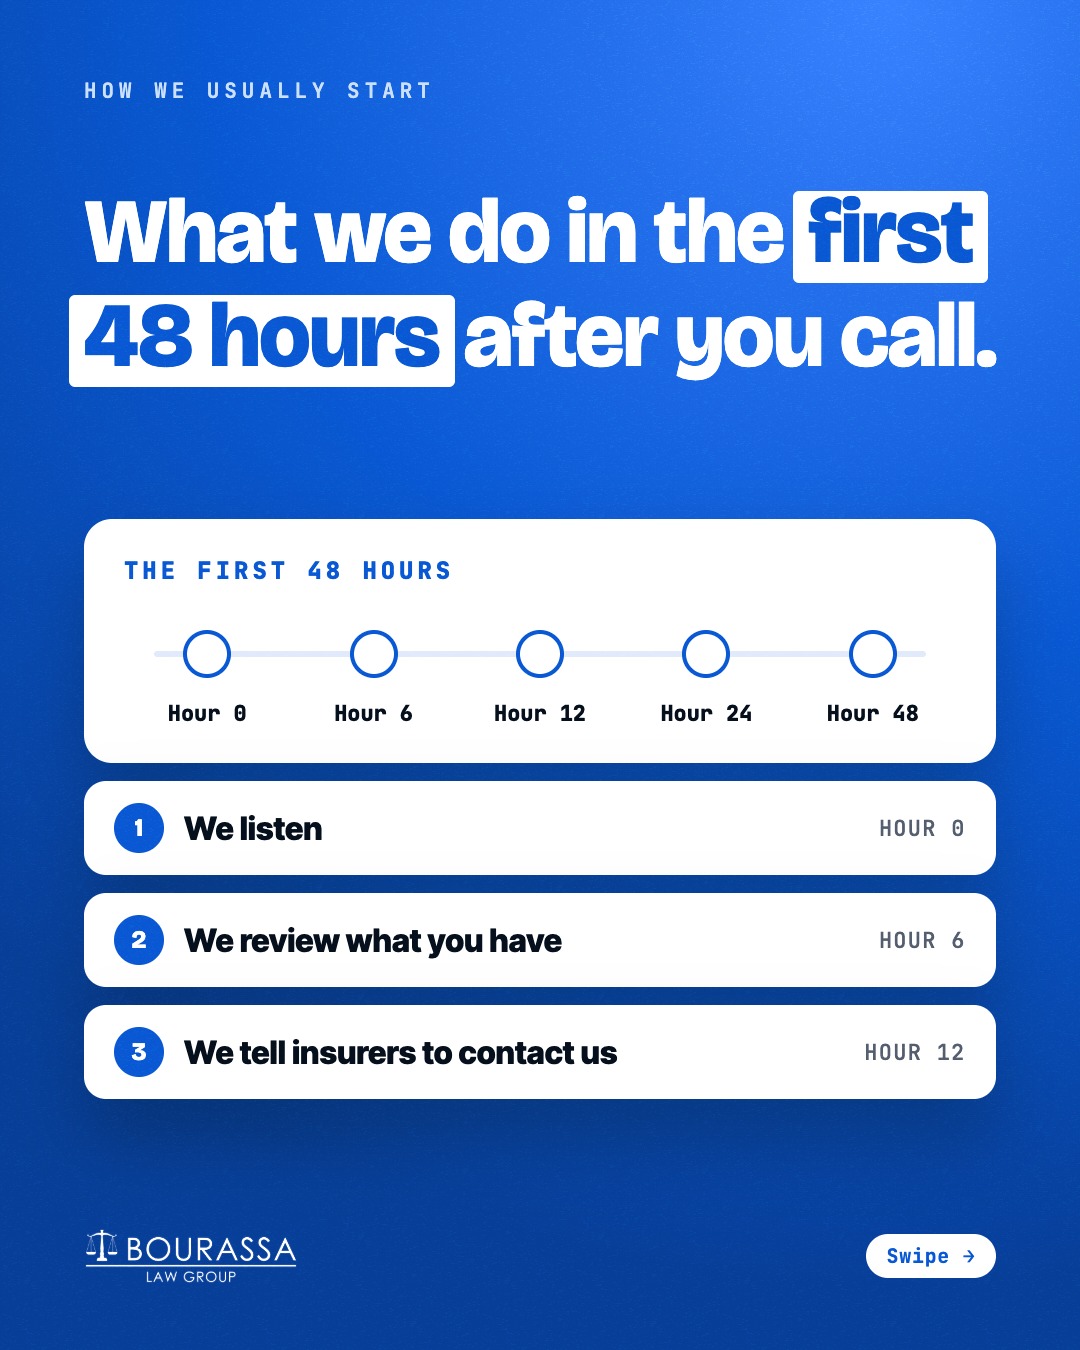 HOW WE USUALLY START
What we do in the first
48 hours after you call.
THE FIRST 48 HOURS
Hour 0 Hour 6 Hour 12 Hour 24 Hour 48
1 We listen HOUR 0
2 We review what you have HOUR 6
3 We tell insurers to contact us HOUR 12
BOURASSA
LAW GROUP
Swipe →